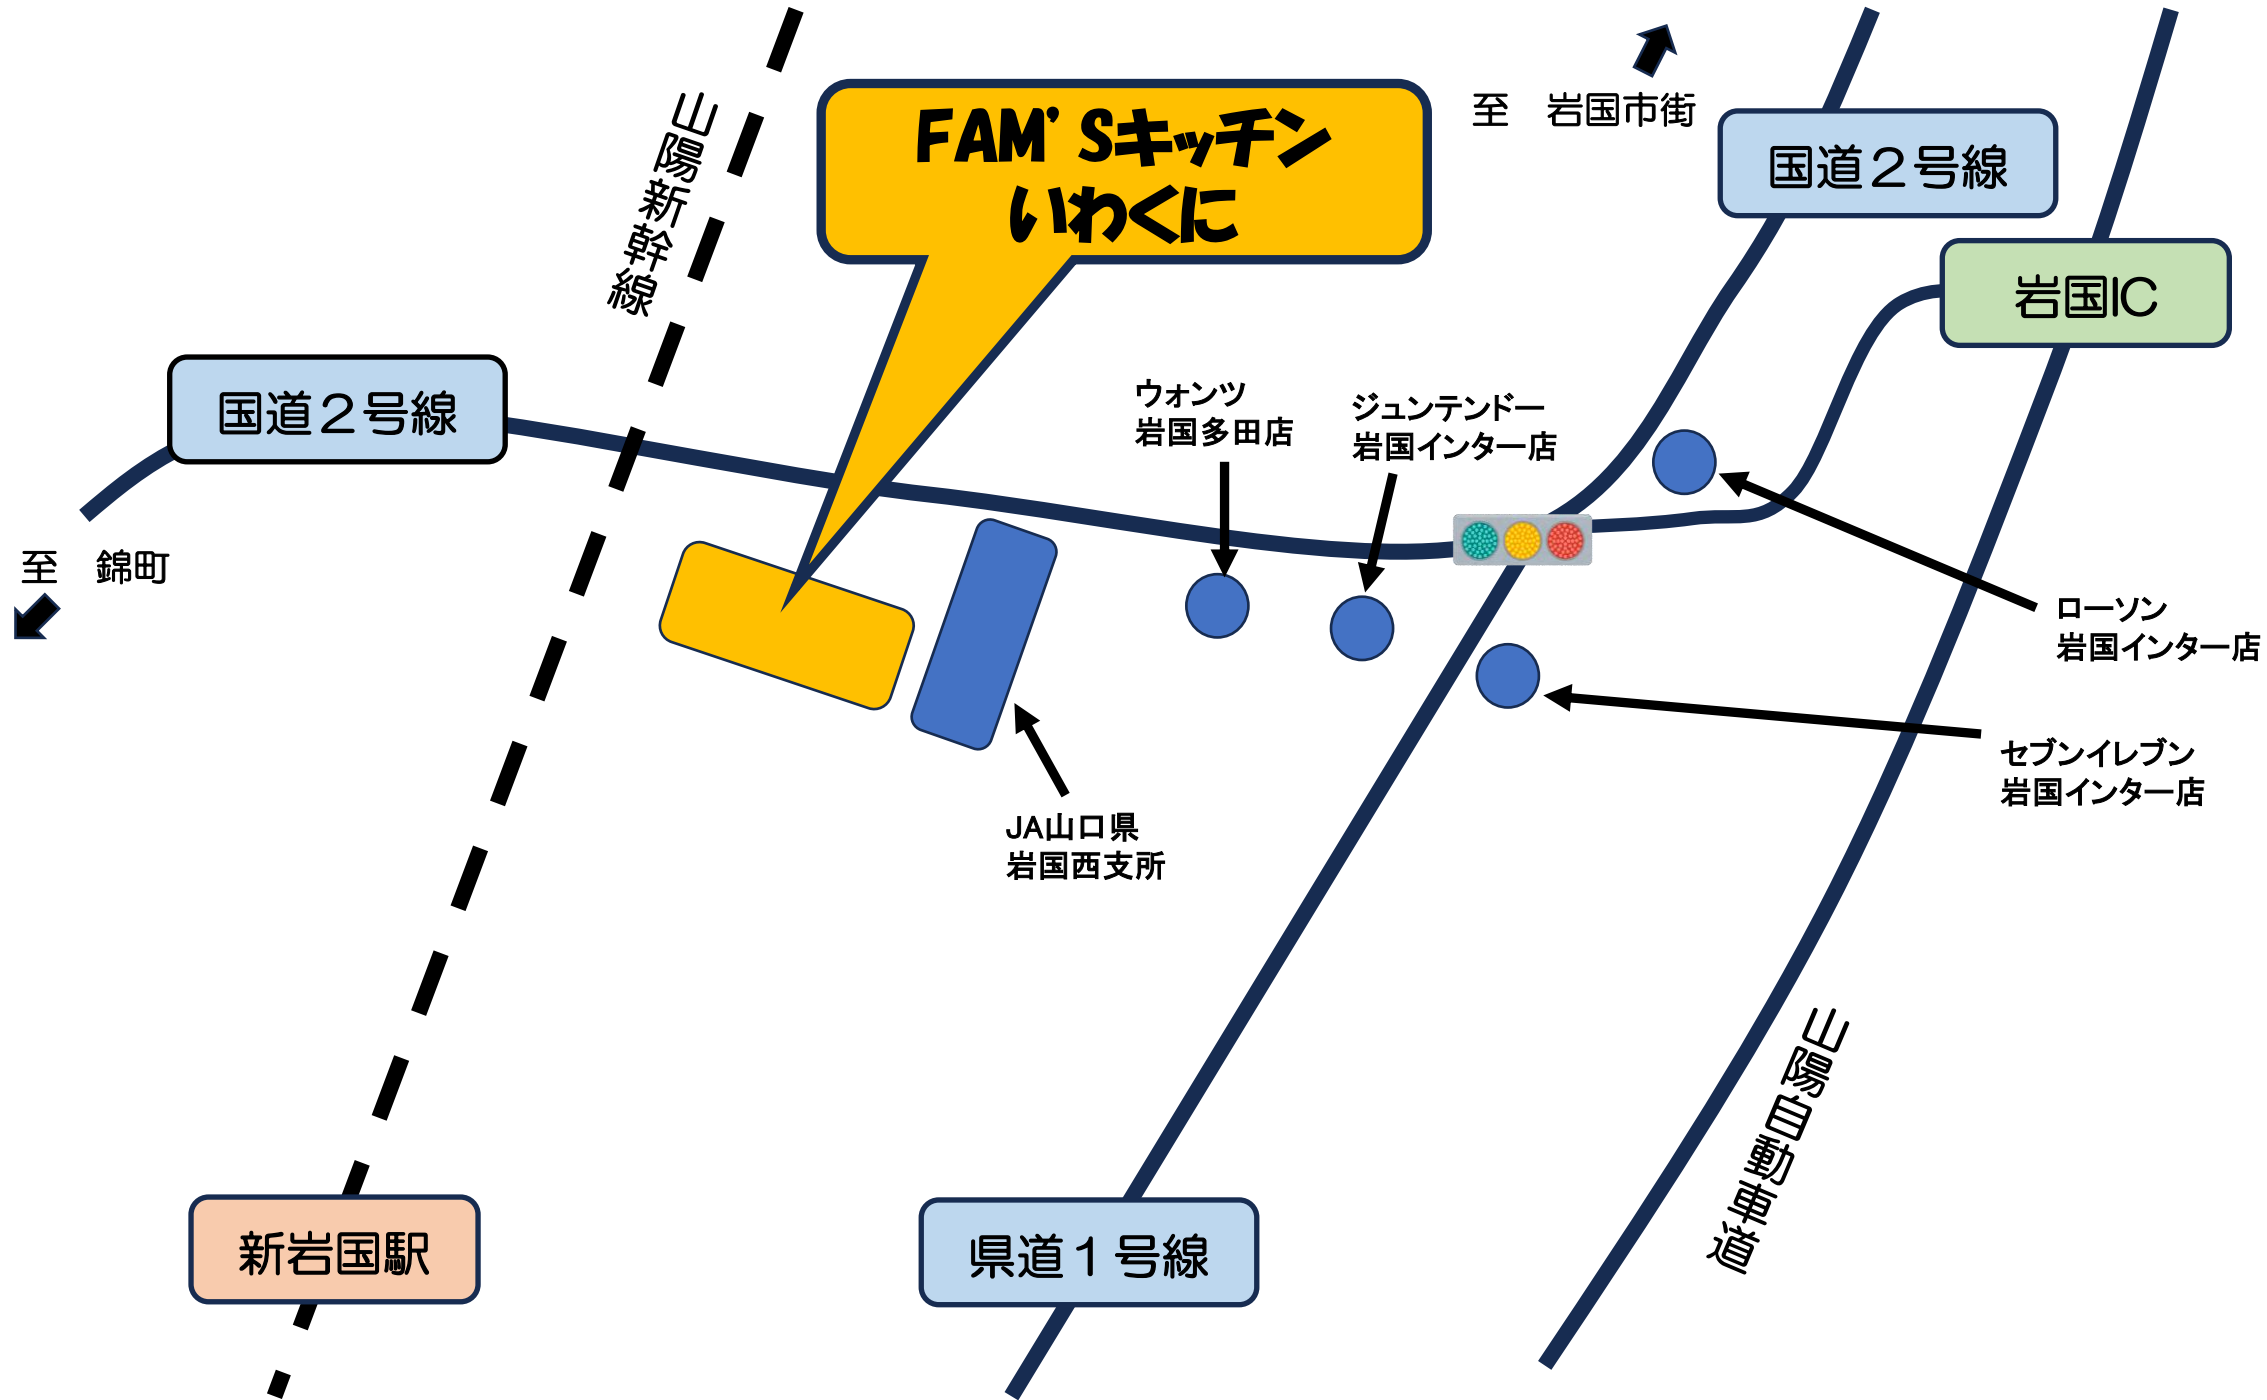 山陽新幹線
FAM'Sキッチン
いわくに
至　岩国市街
国道２号線
岩国IC
国道２号線
ウォンツ
岩国多田店
ジュンテンドー
岩国インター店
至　錦町
ローソン
岩国インター店
セブンイレブン
岩国インター店
JA山口県
岩国西支所
山陽自動車道
新岩国駅
県道１号線